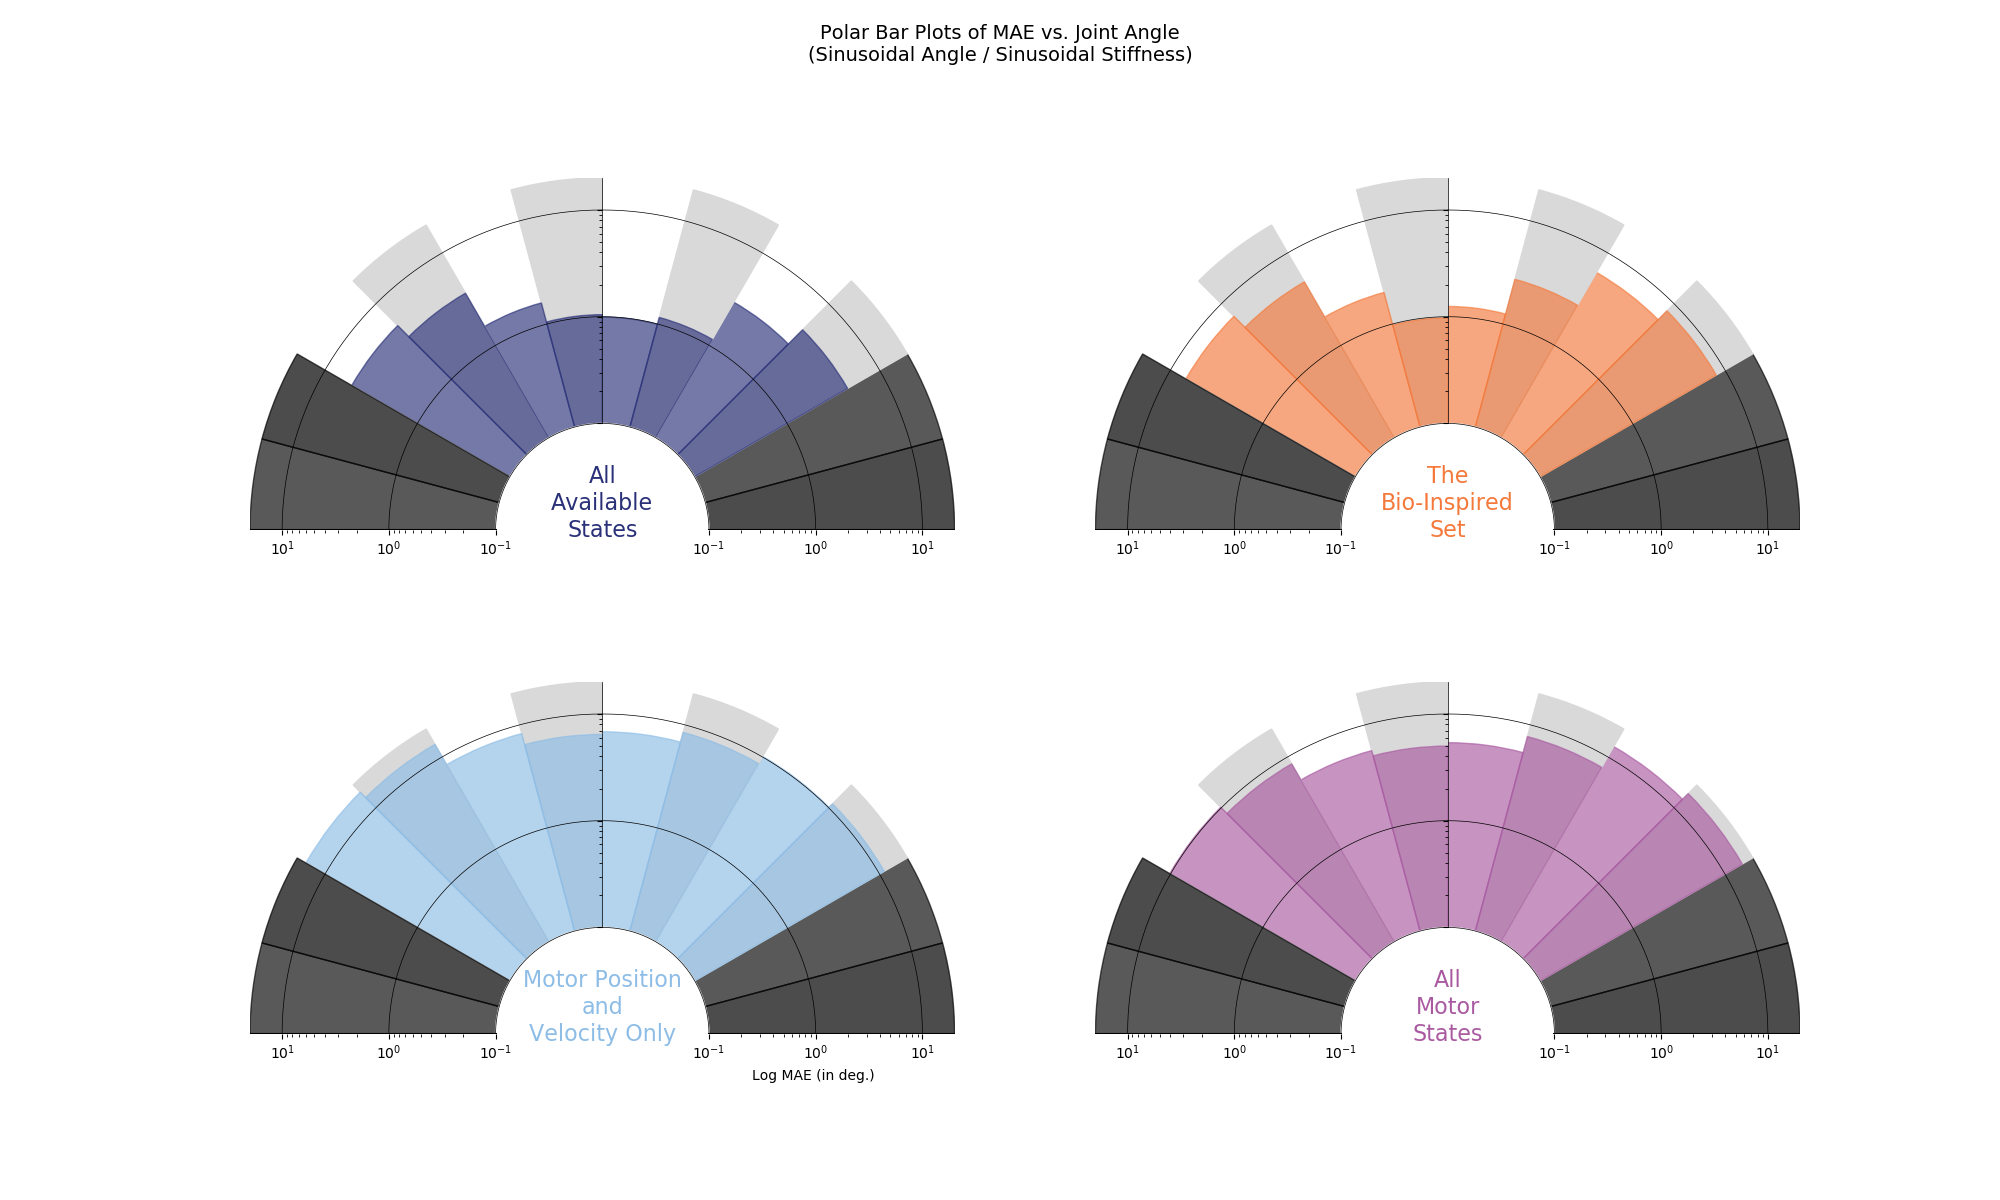 Polar Bar Plots of MAE vs. Joint Angle
(Sinusoidal Angle / Sinusoidal Stiffness)
All
Available
States
10¹ 10⁰ 10⁻¹ 10⁻¹ 10⁰ 10¹
The
Bio-Inspired
Set
10¹ 10⁰ 10⁻¹ 10⁻¹ 10⁰ 10¹
Motor Position
and
Velocity Only
10¹ 10⁰ 10⁻¹ 10⁻¹ 10⁰ 10¹
Log MAE (in deg.)
All
Motor
States
10¹ 10⁰ 10⁻¹ 10⁻¹ 10⁰ 10¹